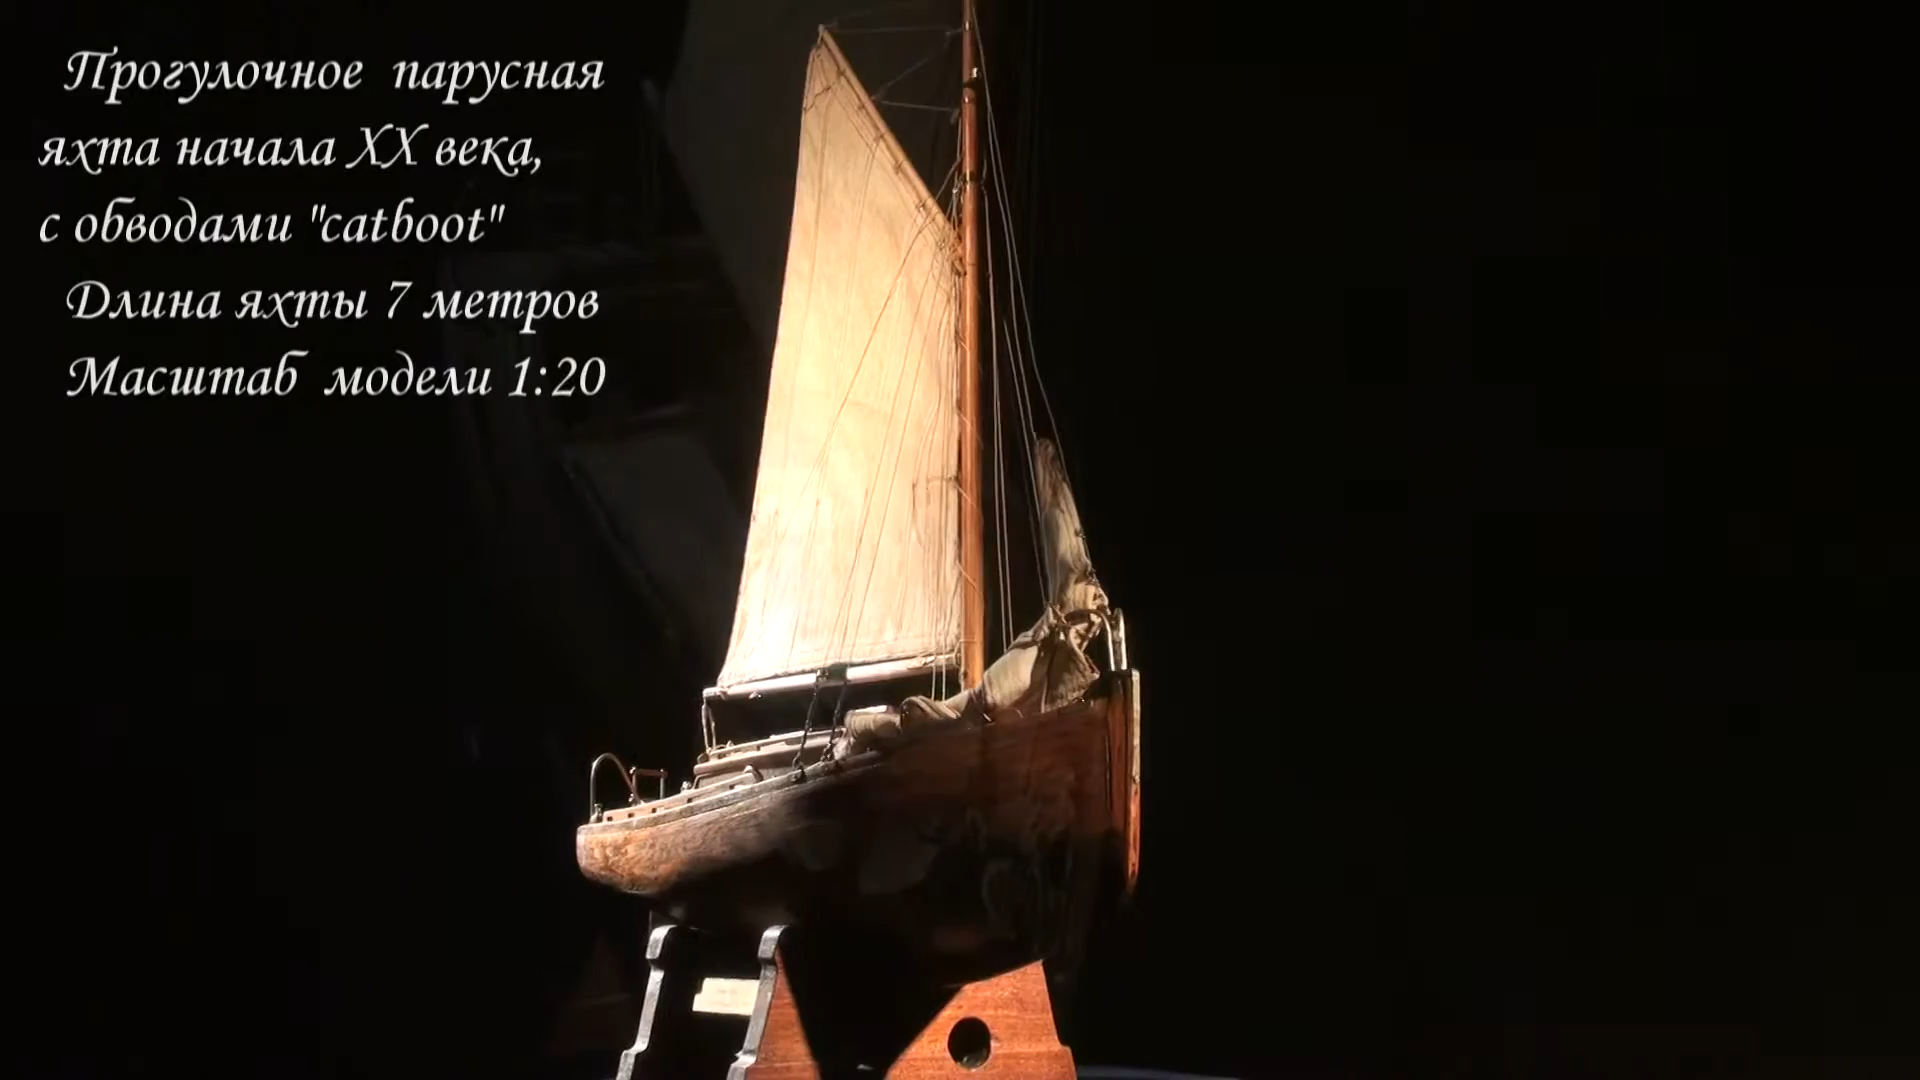 Прогулочное парусная
яхта начала XX века,
с обводами "catboot"
Длина яхты 7 метров
Масштаб модели 1:20